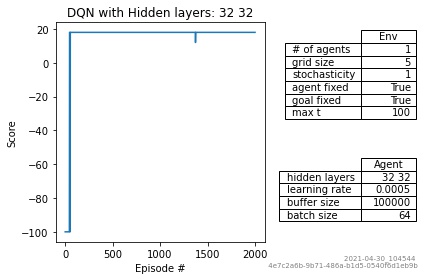 DQN with Hidden layers: 32 32
20
0
−20
−40
−60
−80
−100
Score
0 500 1000 1500 2000
Episode #
Env
# of agents 1
grid size 5
stochasticity 1
agent fixed True
goal fixed True
max t 100
Agent
hidden layers 32 32
learning rate 0.0005
buffer size 100000
batch size 64
2021-04-30_104544
4e7c2a6b-9b71-486a-b1d5-0540f6d1eb9b